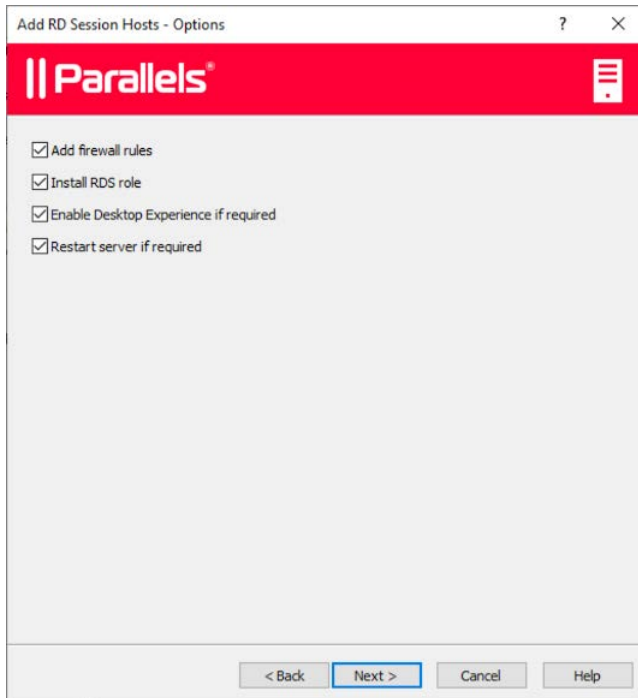 Add RD Session Hosts - Options
?
Parallels®
Add firewall rules
Install RDS role
Enable Desktop Experience if required
Restart server if required
< Back
Next >
Cancel
Help